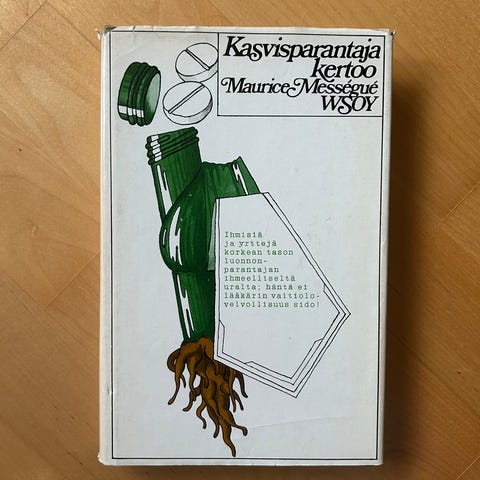 Kasvisparantaja
kertoo
Maurice Mességué
WSOY
Ihmisiä
ja yrttejä
korkean tason
luonnon-
parantajan
ihmeelliseltä
uralta; häntä ei
lääkärin vaitiolo-
velvollisuus sido!